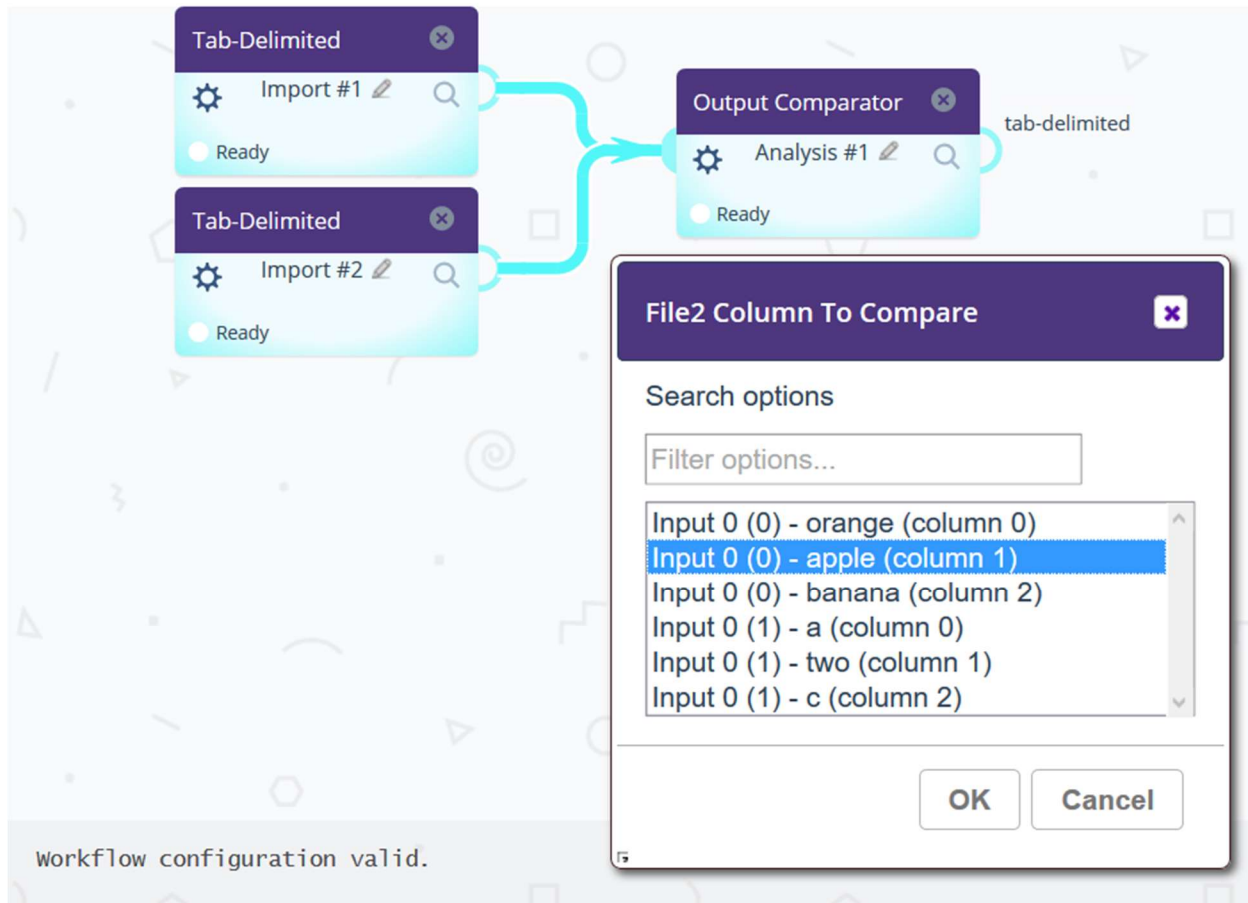 Tab-Delimited
Import #1
Ready
Tab-Delimited
Import #2
Ready
Output Comparator
Analysis #1
Ready
tab-delimited
File2 Column To Compare
Search options
Filter options...
Input 0 (0) - orange (column 0)
Input 0 (0) - apple (column 1)
Input 0 (0) - banana (column 2)
Input 0 (1) - a (column 0)
Input 0 (1) - two (column 1)
Input 0 (1) - c (column 2)
OK Cancel
Workflow configuration valid.